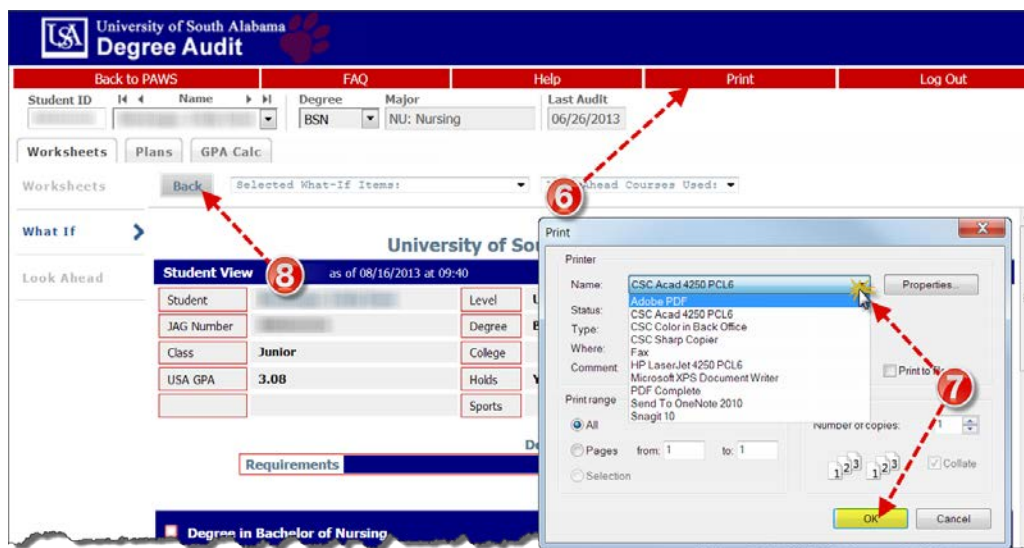 USA University of South Alabama
Degree Audit
Back to PAWS FAQ Help Print Log Out
Student ID Name Degree Major Last Audit
BSN NU: Nursing 06/26/2013
6
Worksheets Plans GPA Calc
Worksheets Back Selected What-If Items: Ahead Courses Used:
What If
Look Ahead
8
University of
Student View as of 08/16/2013 at 09:40
Student Level
JAG Number Degree
Class Junior College
USA GPA 3.08 Holds
Sports
Requirements
Degree in Bachelor of Nursing
Print
Printer
Name: CSC Acad 4250 PCL6 Properties...
Adobe PDF
Status: CSC Acad 4250 PCL6
Type: CSC Color in Back Office
CSC Sharp Copier
Where: Fax
Comment HP LaserJet 4250 PCL6
Microsoft XPS Document Writer
Print to
PDF Complete
7
Print range Send To OneNote 2010
Snagit 10
All Number of copies: 1
Pages from: 1 to: 1
1 2 3 1 2 3 Collate
Selection
OK Cancel